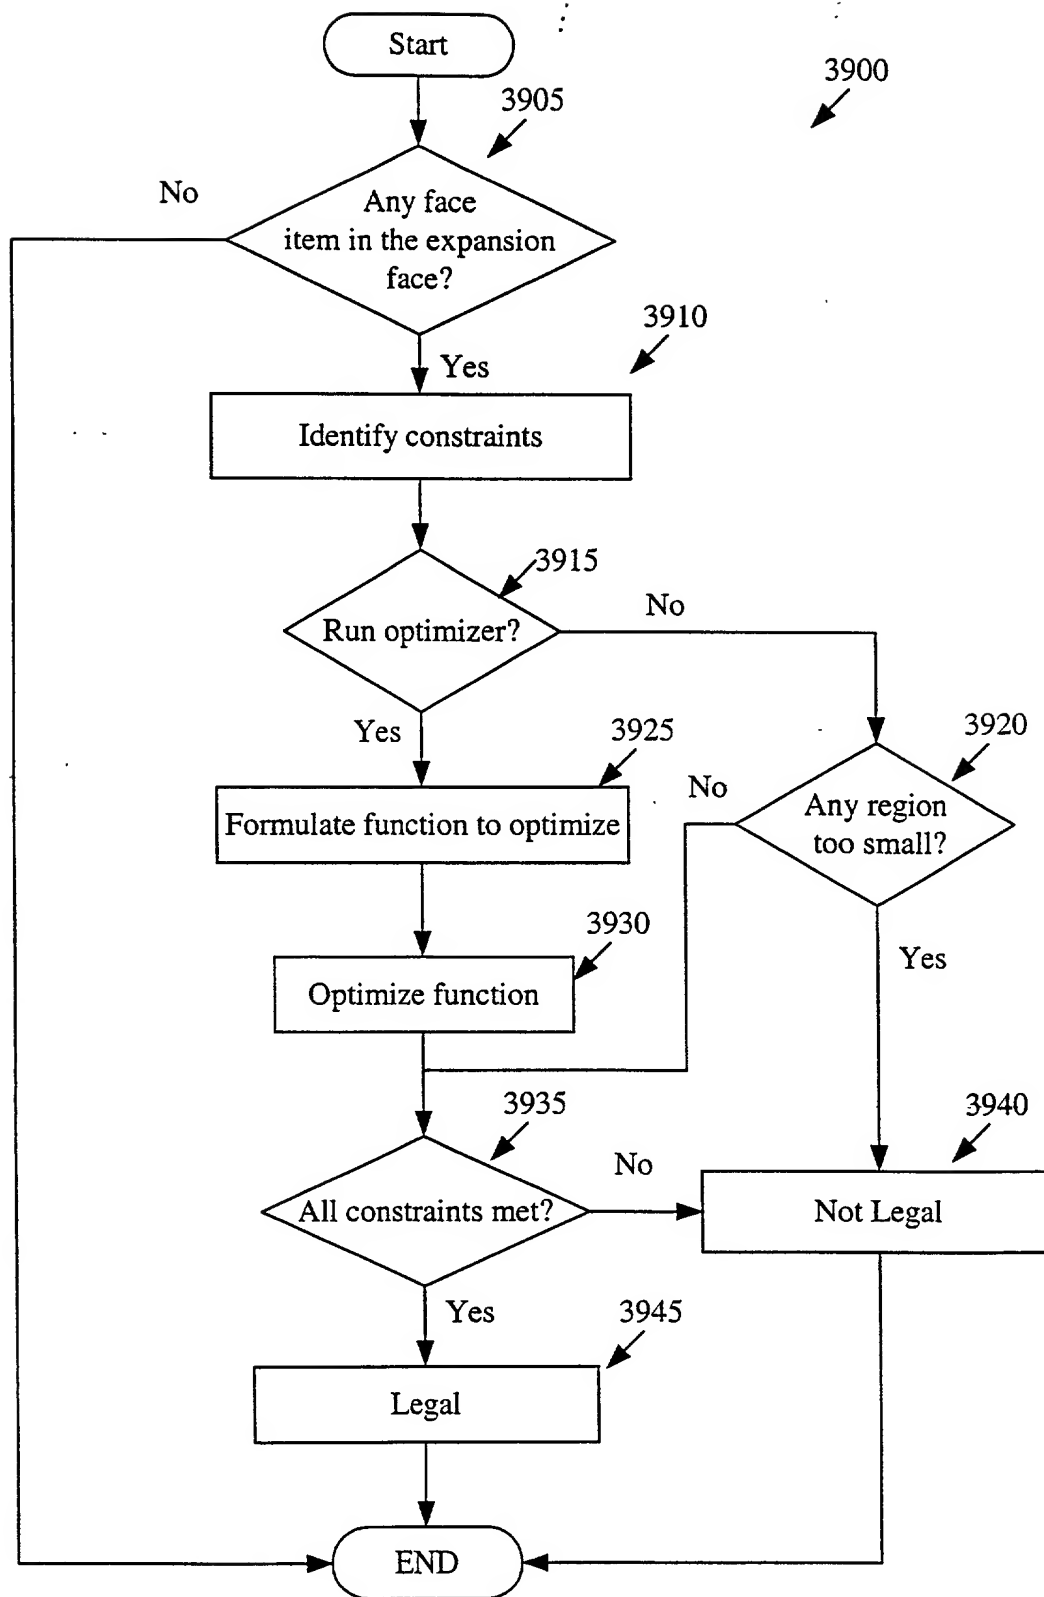 Start
3900
3905
No
Any face
item in the expansion
face?
3910
Yes
Identify constraints
3915
No
Run optimizer?
Yes
3925
3920
No
Any region
too small?
Formulate function to optimize
3930
Yes
Optimize function
3935
3940
No
All constraints met?
Not Legal
Yes
3945
Legal
END